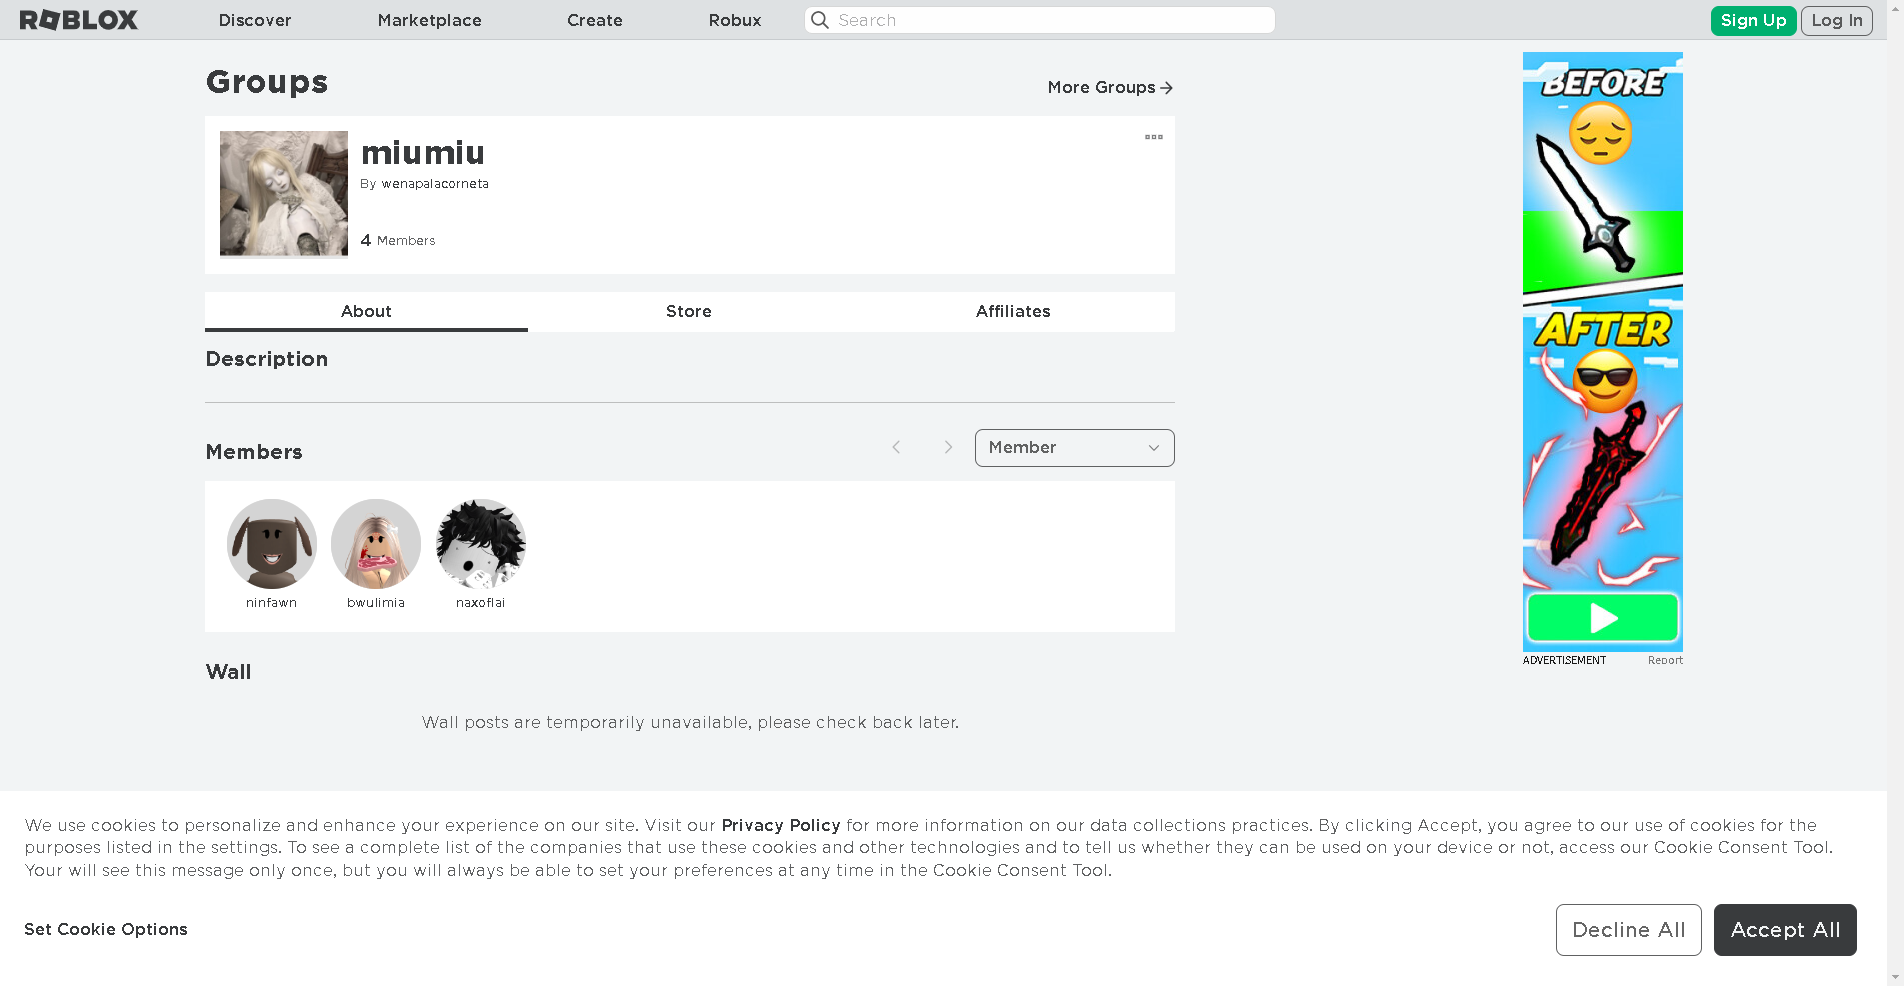 ROBLOX
Discover
Marketplace
Create
Robux
Search
Sign Up
Log In
Groups
More Groups
miumiu
By wenapalacorneta
4 Members
About
Store
Affiliates
Description
Members
Member
ninfawn
bwulimia
naxoflai
Wall
Wall posts are temporarily unavailable, please check back later.
BEFORE
AFTER
ADVERTISEMENT
Report
We use cookies to personalize and enhance your experience on our site. Visit our Privacy Policy for more information on our data collections practices. By clicking Accept, you agree to our use of cookies for the
purposes listed in the settings. To see a complete list of the companies that use these cookies and other technologies and to tell us whether they can be used on your device or not, access our Cookie Consent Tool.
Your will see this message only once, but you will always be able to set your preferences at any time in the Cookie Consent Tool.
Set Cookie Options
Decline All
Accept All